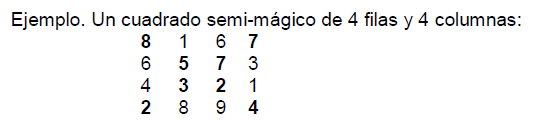 Ejemplo. Un cuadrado semi-mágico de 4 filas y 4 columnas:
8 1 6 7
6 5 7 3
4 3 2 1
2 8 9 4